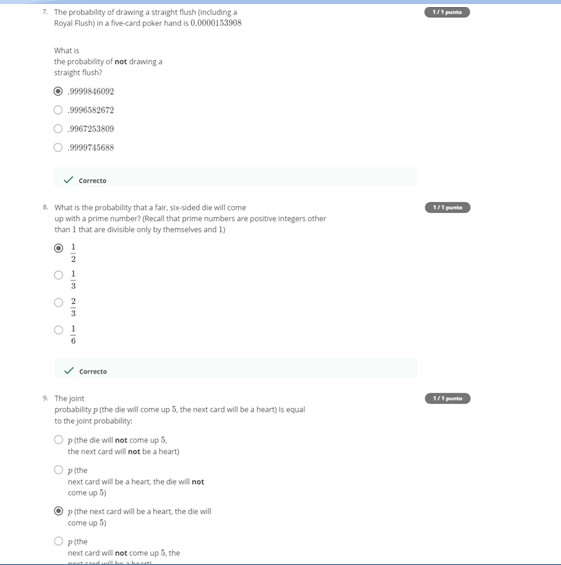 7. The probability of drawing a straight flush (including a 1 / 1 punto
Royal Flush) in a five-card poker hand is 0.0000153908
What is
the probability of not drawing a
straight flush?
.9999846092
.9996582672
.9967253809
.9999745688
Correcto
8. What is the probability that a fair, six-sided die will come 1 / 1 punto
up with a prime number? (Recall that prime numbers are positive integers other
than 1 that are divisible only by themselves and 1)
1/2
1/3
2/3
1/6
Correcto
9. The joint 1 / 1 punto
probability p (the die will come up 5, the next card will be a heart) is equal
to the joint probability:
p (the die will not come up 5,
the next card will not be a heart)
p (the
next card will be a heart, the die will not
come up 5)
p (the next card will be a heart, the die will
come up 5)
p (the
next card will not come up 5, the
next card will be a heart)